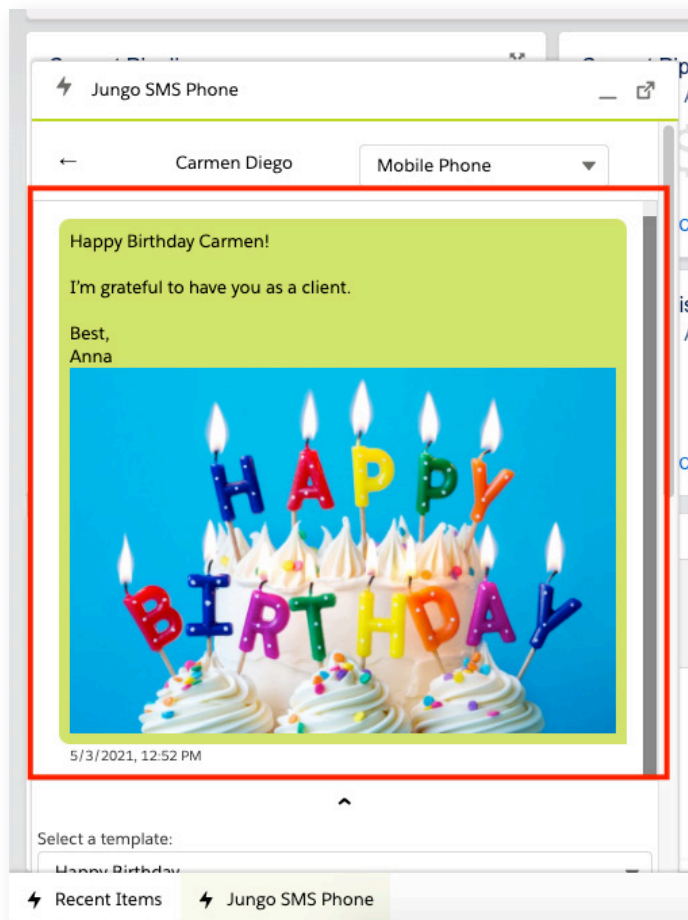 Jungo SMS Phone
Carmen Diego
Mobile Phone
Happy Birthday Carmen!
I'm grateful to have you as a client.
Best,
Anna
HAPPY
BIRTHDAY
5/3/2021, 12:52 PM
Select a template:
Happy Birthday
Recent Items
Jungo SMS Phone